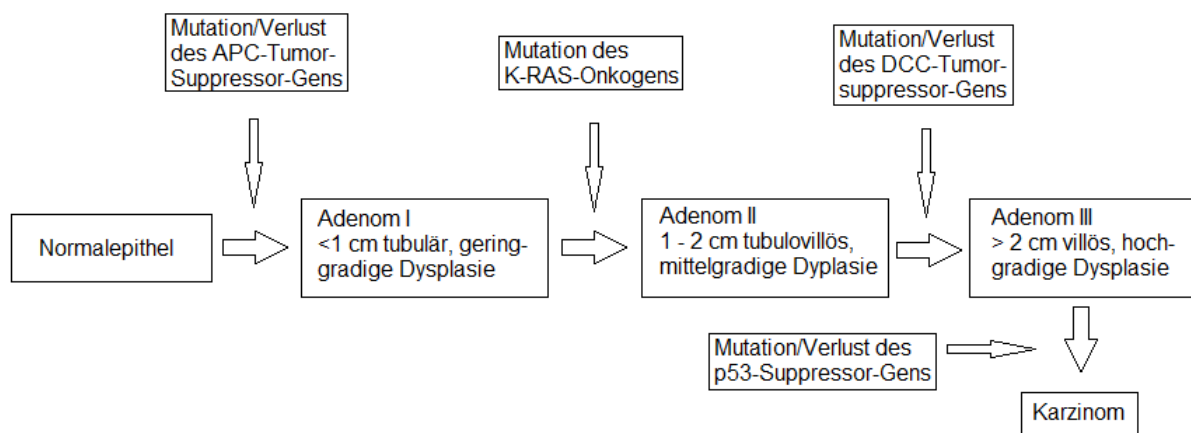 Mutation/Verlust
des APC-Tumor-
Suppressor-Gens
Mutation des
K-RAS-Onkogens
Mutation/Verlust
des DCC-Tumor-
suppressor-Gens
Normalepithel
Adenom I
<1 cm tubulär, gering-
gradige Dysplasie
Adenom II
1 - 2 cm tubulovillös,
mittelgradige Dyplasie
Adenom III
> 2 cm villös, hoch-
gradige Dysplasie
Mutation/Verlust des
p53-Suppressor-Gens
Karzinom